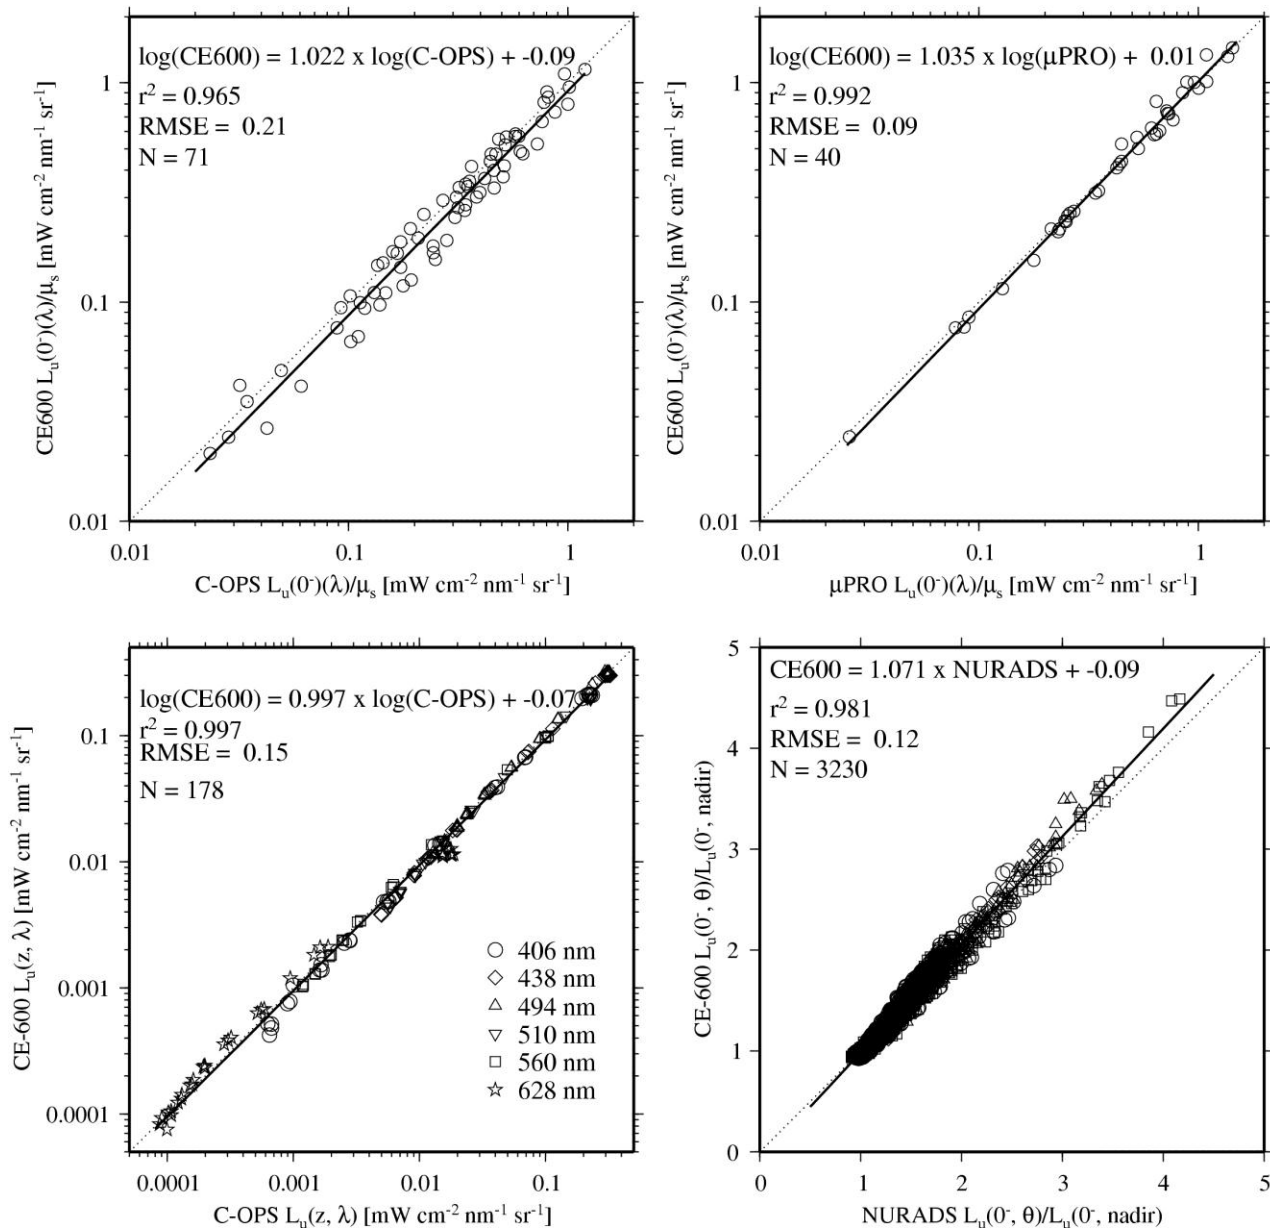 log(CE600) = 1.022 x log(C-OPS) + -0.09
r² = 0.965
RMSE = 0.21
N = 71
1
0.1
0.01
CE600 Lᵤ(0⁻)(λ)/μₛ [mW cm⁻² nm⁻¹ sr⁻¹]
0.01
0.1
1
C-OPS Lᵤ(0⁻)(λ)/μₛ [mW cm⁻² nm⁻¹ sr⁻¹]
log(CE600) = 1.035 x log(μPRO) + 0.01
r² = 0.992
RMSE = 0.09
N = 40
1
0.1
0.01
CE600 Lᵤ(0⁻)(λ)/μₛ [mW cm⁻² nm⁻¹ sr⁻¹]
0.01
0.1
1
μPRO Lᵤ(0⁻)(λ)/μₛ [mW cm⁻² nm⁻¹ sr⁻¹]
log(CE600) = 0.997 x log(C-OPS) + -0.07
r² = 0.997
RMSE = 0.15
N = 178
0.1
0.01
0.001
0.0001
CE-600 Lᵤ(z, λ) [mW cm⁻² nm⁻¹ sr⁻¹]
406 nm
438 nm
494 nm
510 nm
560 nm
628 nm
0.0001
0.001
0.01
0.1
C-OPS Lᵤ(z, λ) [mW cm⁻² nm⁻¹ sr⁻¹]
CE600 = 1.071 x NURADS + -0.09
r² = 0.981
RMSE = 0.12
N = 3230
5
4
3
2
1
0
CE-600 Lᵤ(0⁻, θ)/Lᵤ(0⁻, nadir)
0
1
2
3
4
5
NURADS Lᵤ(0⁻, θ)/Lᵤ(0⁻, nadir)